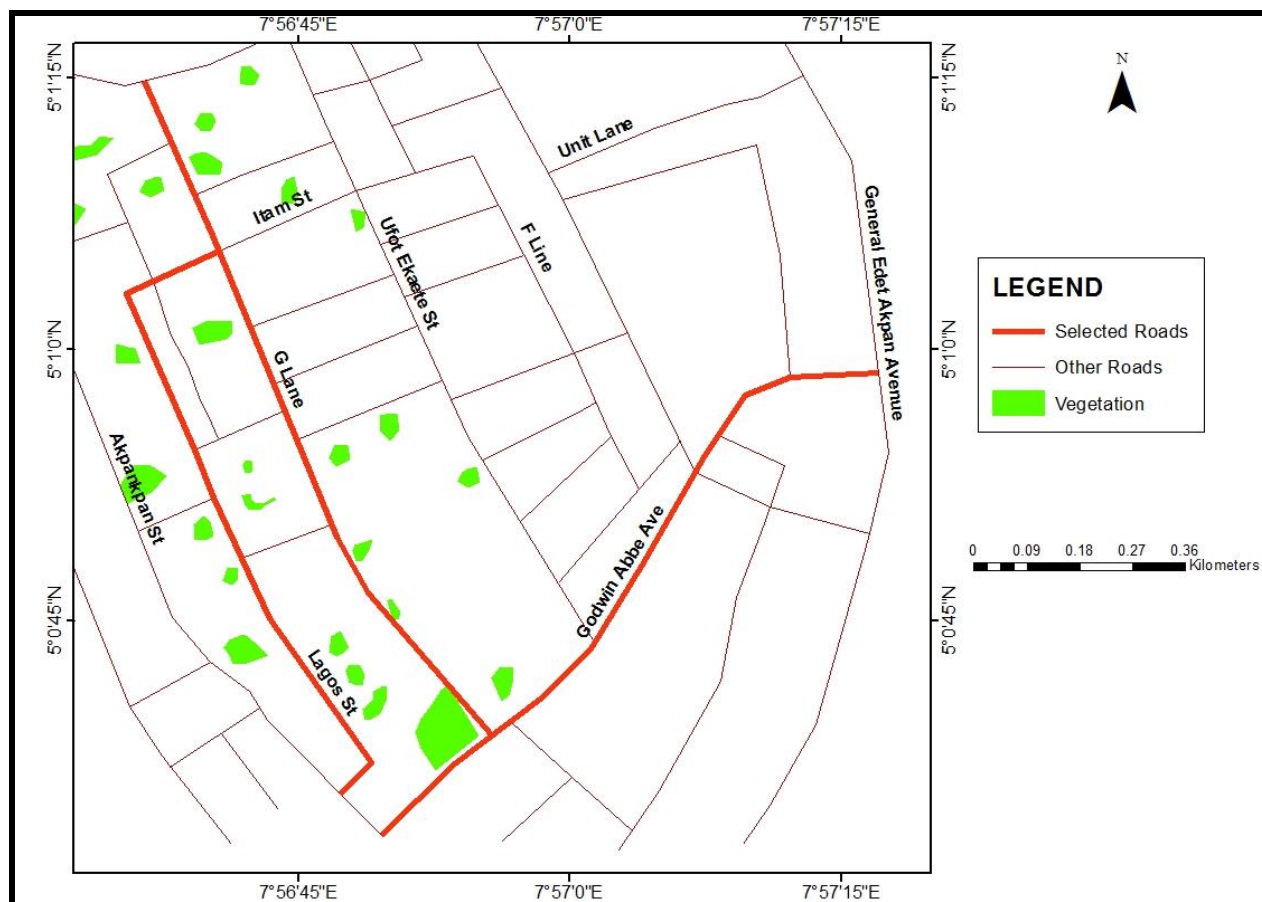 7°56'45"E 7°57'0"E 7°57'15"E
5°1'15"N
5°1'15"N
N
Unit Lane
Itam St
General Edet Akpan Avenue
Ufot Ekaete St
F Line
LEGEND
Selected Roads
Other Roads
Vegetation
5°1'0"N
5°1'0"N
G Lane
Akpankpan St
Godwin Abbe Ave
0 0.09 0.18 0.27 0.36
Kilometers
5°0'45"N
5°0'45"N
Lagos St
7°56'45"E 7°57'0"E 7°57'15"E